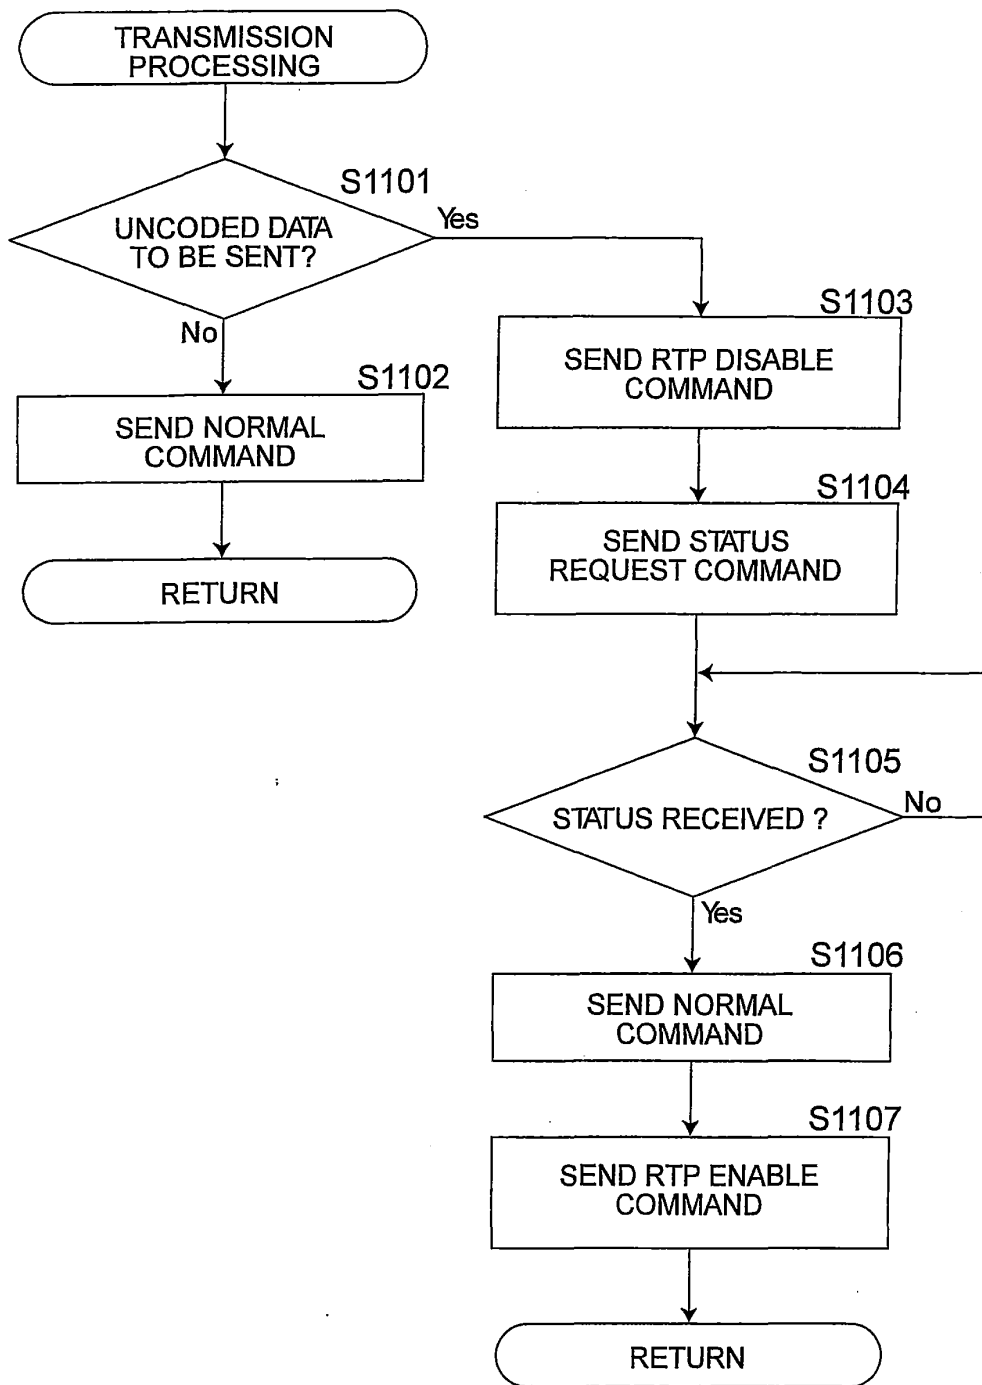 TRANSMISSION
PROCESSING
S1101
UNCODED DATA
TO BE SENT?
Yes
No
S1102
SEND NORMAL
COMMAND
RETURN
S1103
SEND RTP DISABLE
COMMAND
S1104
SEND STATUS
REQUEST COMMAND
S1105
STATUS RECEIVED ?
No
Yes
S1106
SEND NORMAL
COMMAND
S1107
SEND RTP ENABLE
COMMAND
RETURN